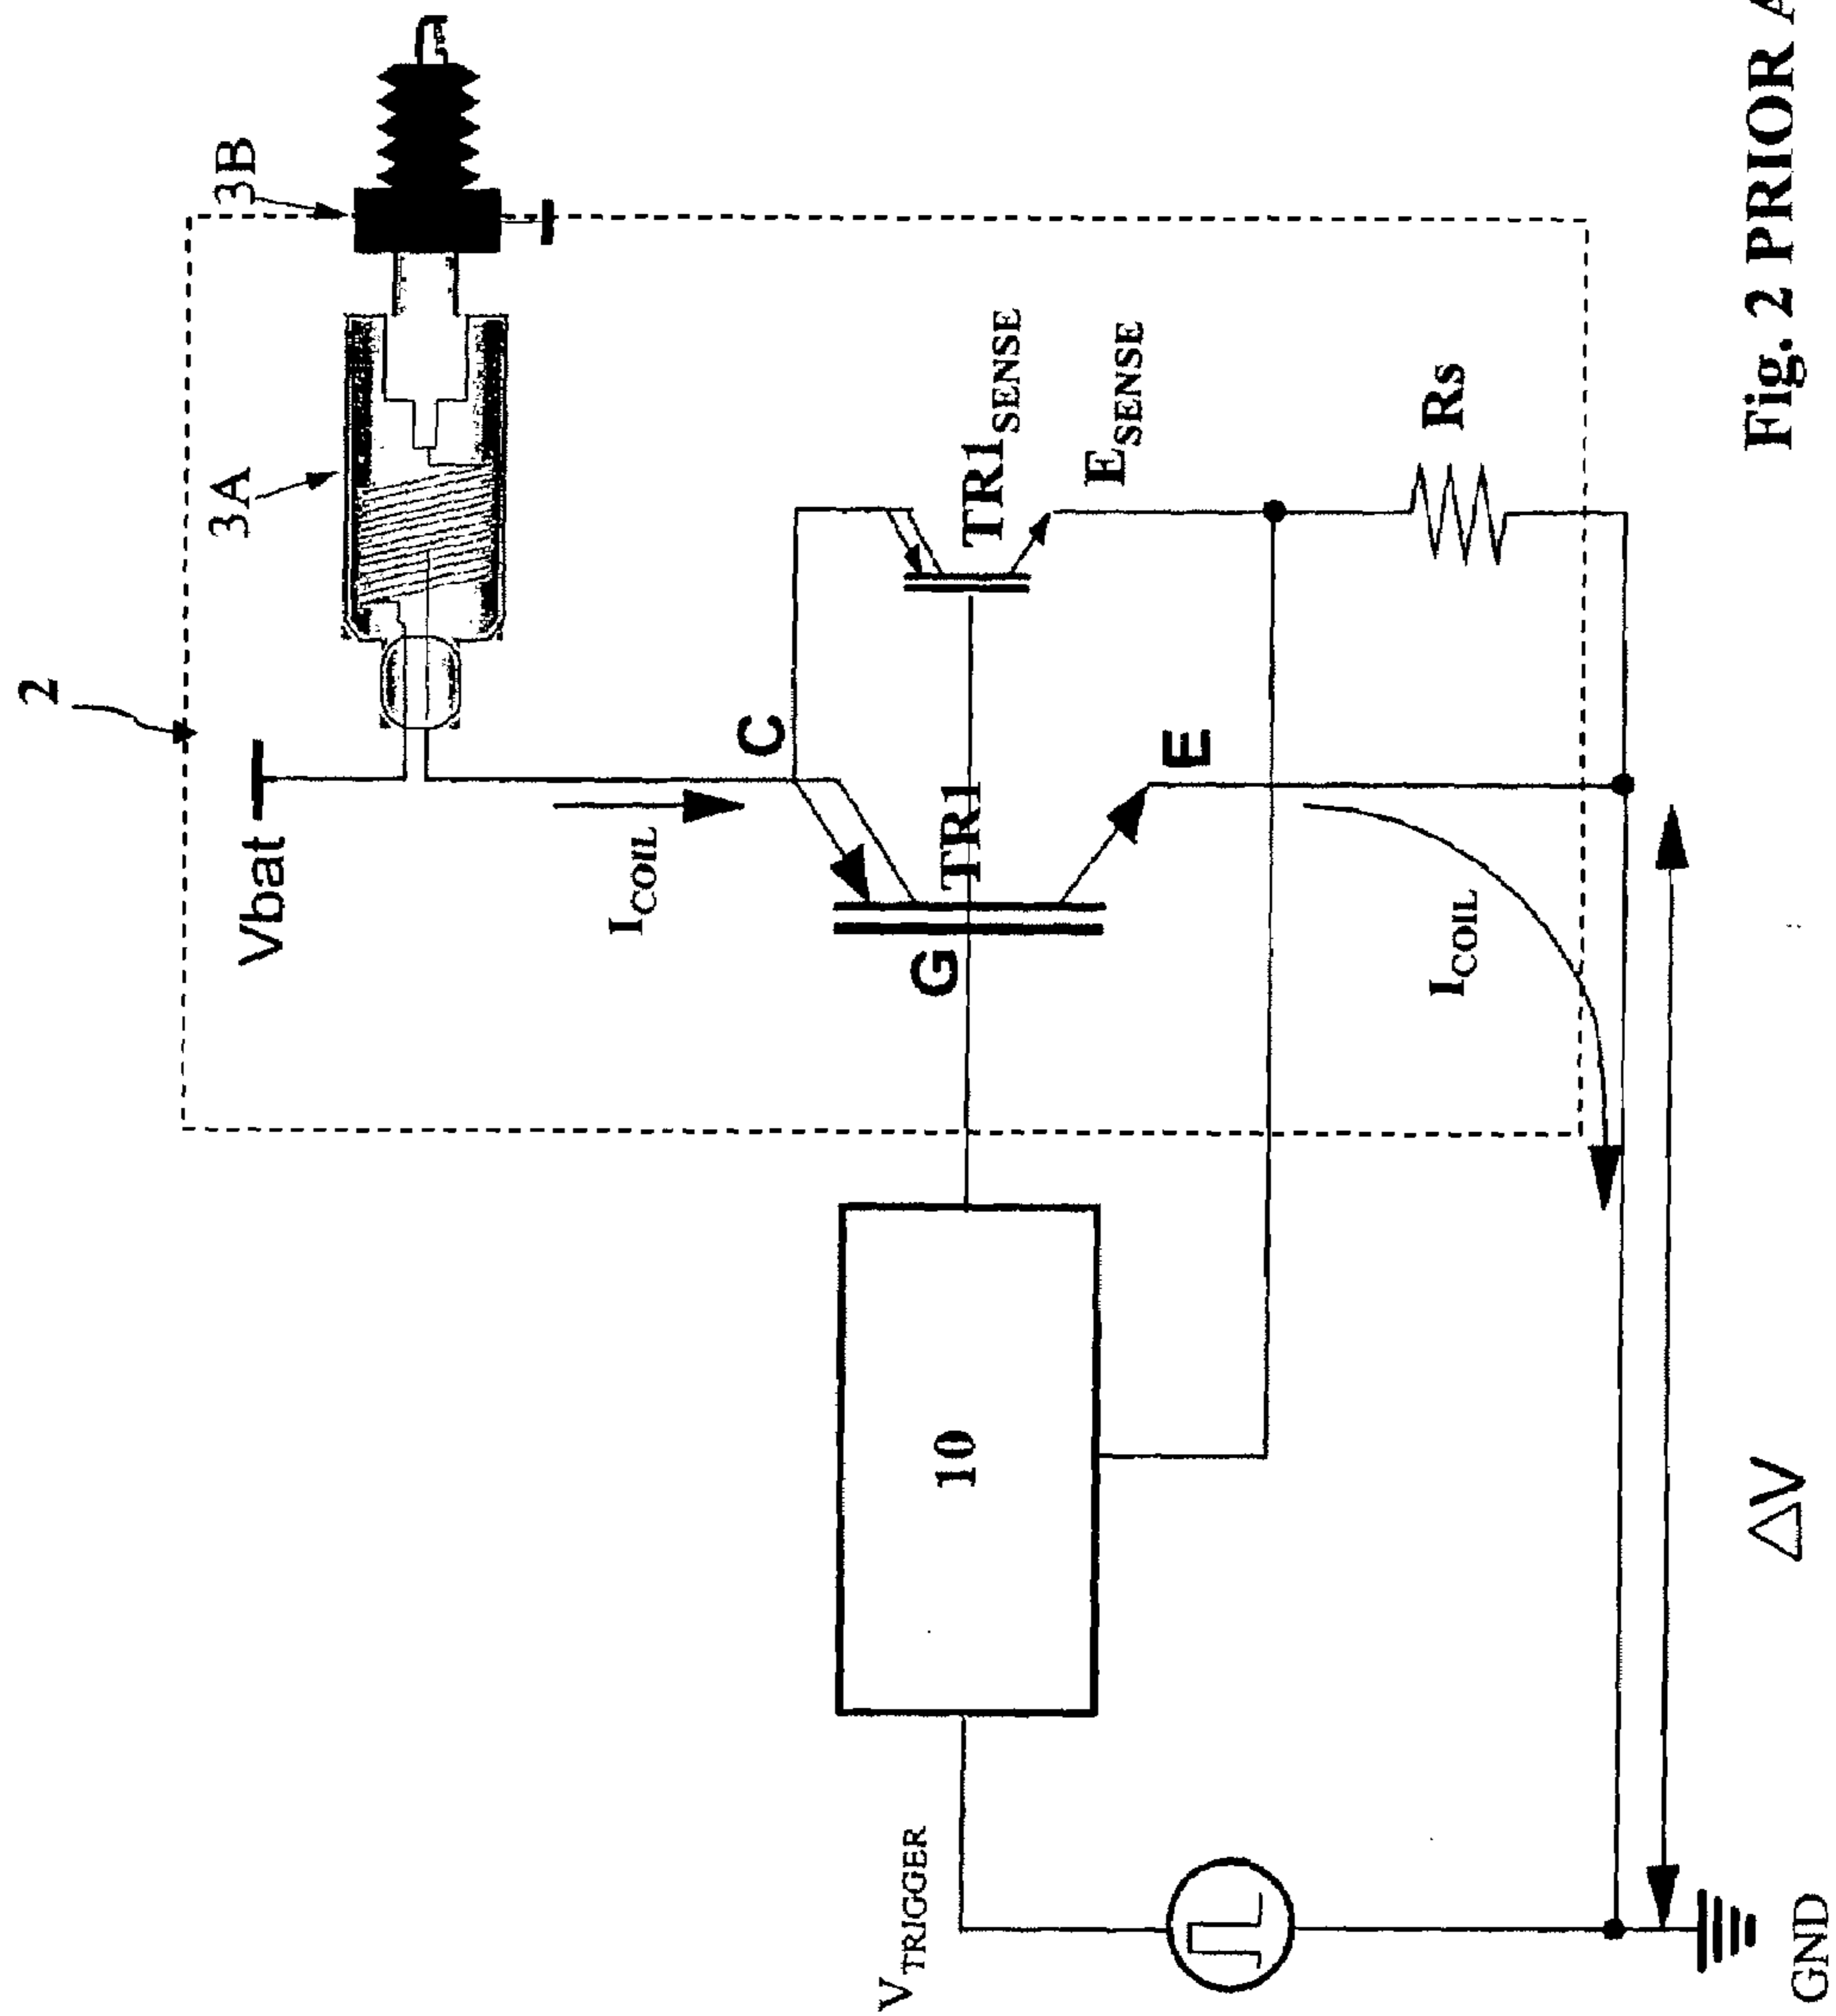 2
Vbat
3A
3B
I_COIL
C
G
TR1
TR1_SENSE
E_SENSE
E
10
V_TRIGGER
I_COIL
Rs
ΔV
GND
Fig. 2 PRIOR A